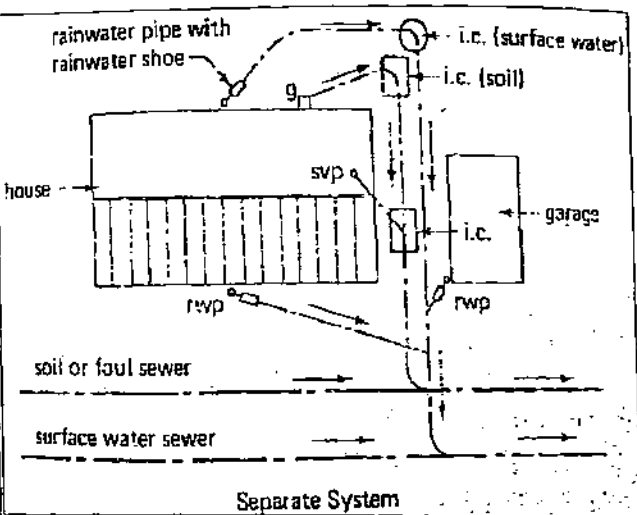 rainwater pipe with
rainwater shoe
i.c. (surface water)
i.c. (soil)
g
svp
house
garage
i.c.
rwp
rwp
soil or foul sewer
surface water sewer
Separate System